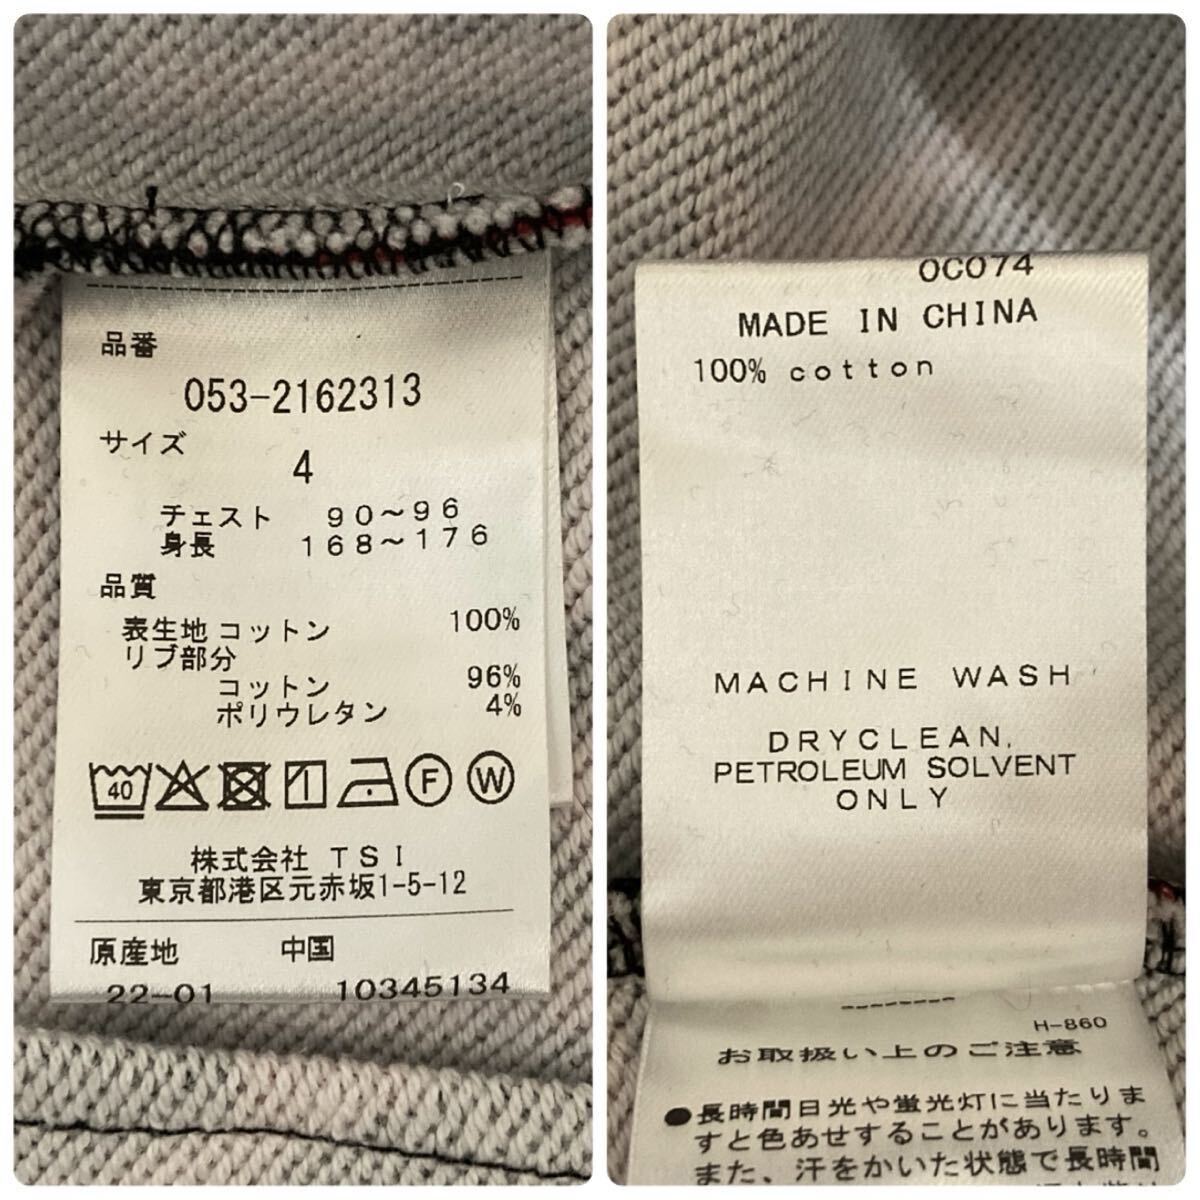 品番
053-2162313
サイズ
4
チェスト 90~96
身長 168~176
品質
表生地 コットン 100%
リブ部分
コットン 96%
ポリウレタン 4%
40 F W
株式会社 TSI
東京都港区元赤坂1-5-12
原産地 中国
22-01 10345134
0C074
MADE IN CHINA
100% cotton
MACHINE WASH
DRYCLEAN,
PETROLEUM SOLVENT
ONLY
H-860
お取扱い上のご注意
●長時間日光や蛍光灯に当たりま
すと色あせすることがあります。
また、汗をかいた状態で長時間